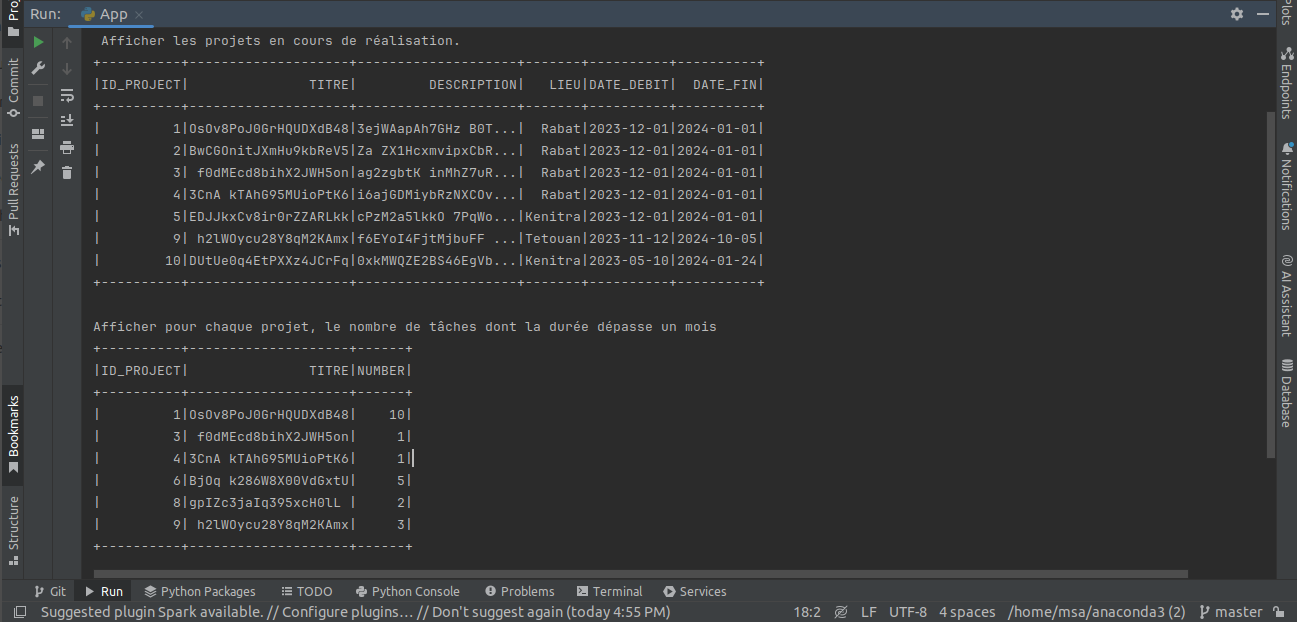 Run: App
Afficher les projets en cours de réalisation.
+----------+--------------------+--------------------+-------+----------+----------+
|ID_PROJECT|               TITRE|         DESCRIPTION|   LIEU|DATE_DEBIT|  DATE_FIN|
+----------+--------------------+--------------------+-------+----------+----------+
|         1|OsOv8PoJ0GrHQUDXdB48|3ejWAapAh7GHz B0T...|  Rabat|2023-12-01|2024-01-01|
|         2|BwCGOnitJXmHu9kbReV5|Za ZX1HcxmvipxCbR...|  Rabat|2023-12-01|2024-01-01|
|         3| f0dMEcd8bihX2JWH5on|ag2zgbtK inMhZ7uR...|  Rabat|2023-12-01|2024-01-01|
|         4|3CnA kTAhG95MUioPtK6|i6ajGDMiybRzNXCOv...|  Rabat|2023-12-01|2024-01-01|
|         5|EDJJkxCv8ir0rZZARLkk|cPzM2a5lkkO 7PqWo...|Kenitra|2023-12-01|2024-01-01|
|         9| h2lWOycu28Y8qM2KAmx|f6EYoI4FjtMjbuFF ...|Tetouan|2023-11-12|2024-10-05|
|        10|DUtUe0q4EtPXXz4JCrFq|0xkMWQZE2BS46EgVb...|Kenitra|2023-05-10|2024-01-24|
+----------+--------------------+--------------------+-------+----------+----------+
Afficher pour chaque projet, le nombre de tâches dont la durée dépasse un mois
+----------+--------------------+------+
|ID_PROJECT|               TITRE|NUMBER|
+----------+--------------------+------+
|         1|OsOv8PoJ0GrHQUDXdB48|    10|
|         3| f0dMEcd8bihX2JWH5on|     1|
|         4|3CnA kTAhG95MUioPtK6|     1|
|         6|BjOq k286W8X00VdGxtU|     5|
|         8|gpIZc3jaIq395xcH0lL |     2|
|         9| h2lWOycu28Y8qM2KAmx|     3|
+----------+--------------------+------+
Commit
Pull Requests
Bookmarks
Structure
Plots
Endpoints
Notifications
AI Assistant
Database
Git Run Python Packages TODO Python Console Problems Terminal Services
Suggested plugin Spark available. // Configure plugins... // Don't suggest again (today 4:55 PM) 18:2 LF UTF-8 4 spaces /home/msa/anaconda3 (2) master